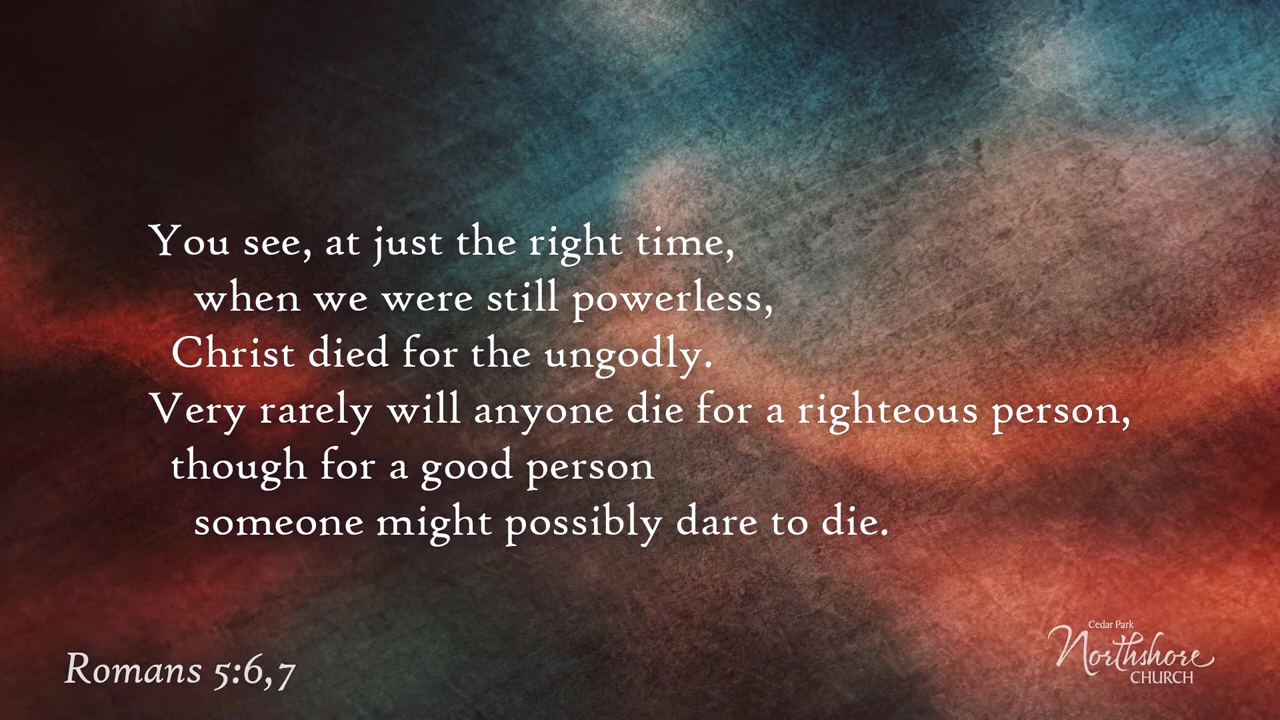 You see, at just the right time,
when we were still powerless,
Christ died for the ungodly.
Very rarely will anyone die for a righteous person,
though for a good person
someone might possibly dare to die.
Romans 5:6,7
Cedar Park
Northshore
CHURCH